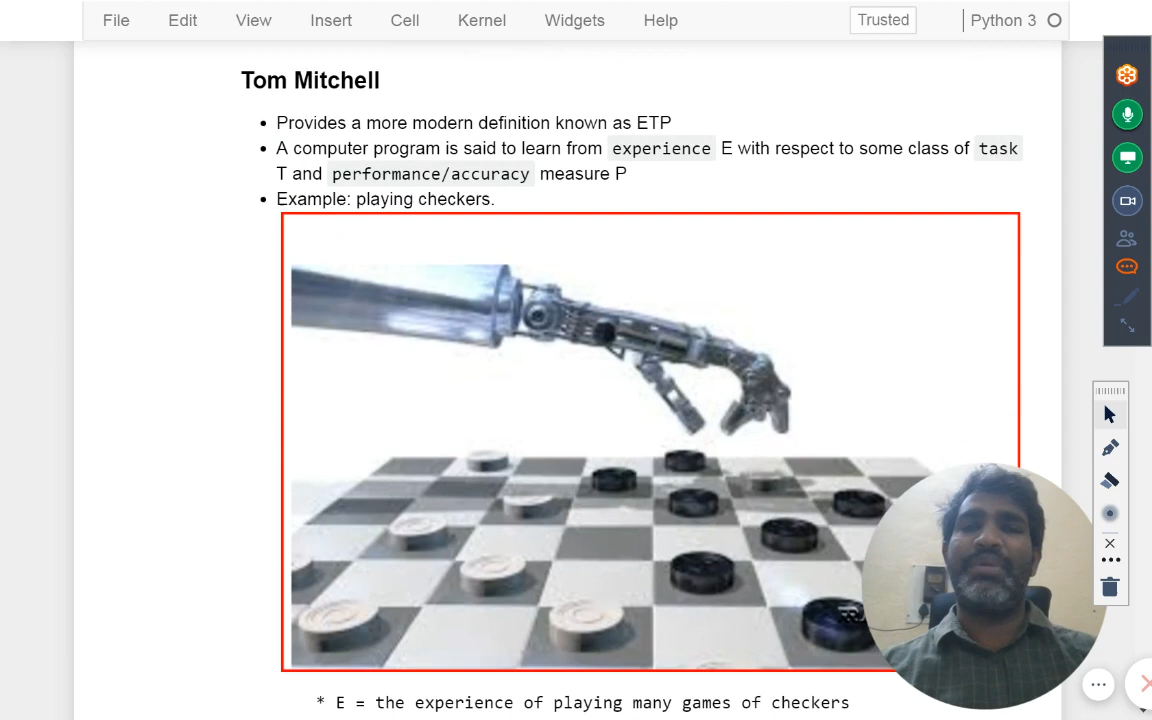 File Edit View Insert Cell Kernel Widgets Help Trusted Python 3
Tom Mitchell
Provides a more modern definition known as ETP
A computer program is said to learn from experience E with respect to some class of task
T and performance/accuracy measure P
Example: playing checkers.
* E = the experience of playing many games of checkers